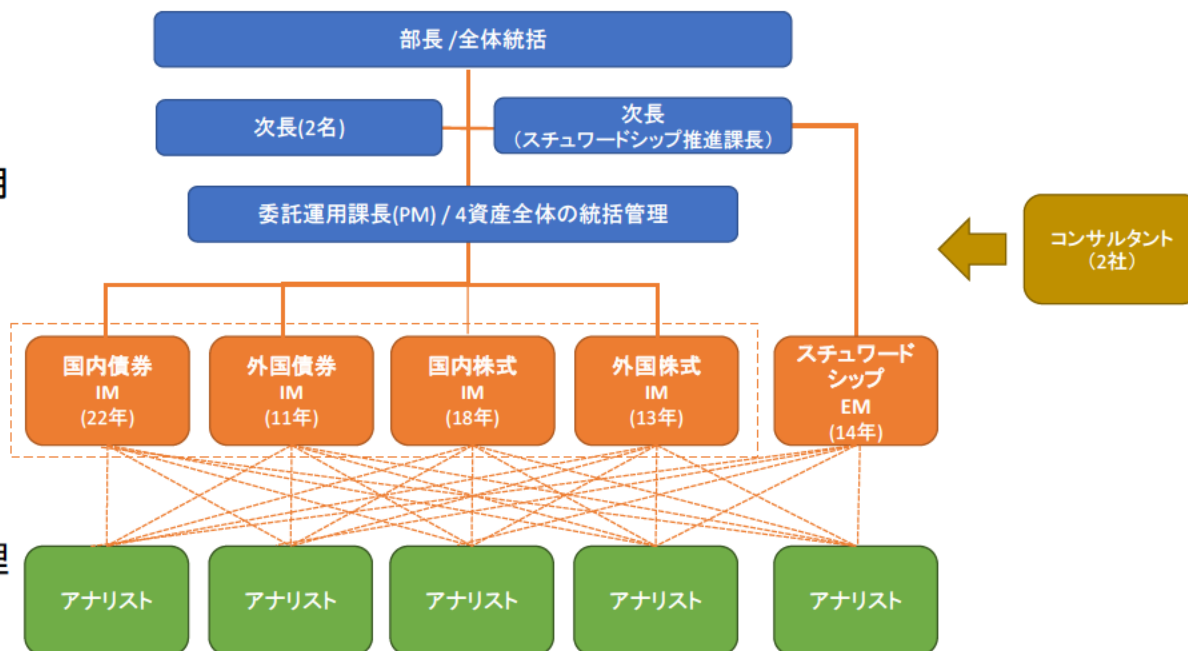 部長 /全体統括
次長(2名)
次長
（スチュワードシップ推進課長）
月
委託運用課長(PM) / 4資産全体の統括管理
コンサルタント
（2社）
国内債券
IM
(22年)
外国債券
IM
(11年)
国内株式
IM
(18年)
外国株式
IM
(13年)
スチュワード
シップ
EM
(14年)
理
アナリスト
アナリスト
アナリスト
アナリスト
アナリスト